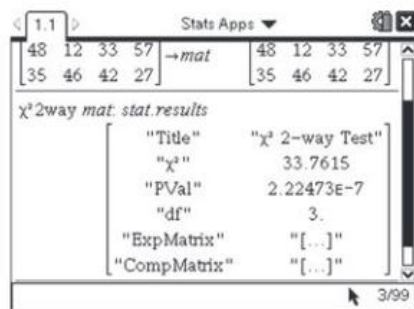 1.1 Stats Apps
48 12 33 57 →mat 48 12 33 57
35 46 42 27 35 46 42 27
χ² 2way mat: stat.results
"Title" "χ² 2-way Test"
"χ²" 33.7615
"PVal" 2.22473E-7
"df" 3.
"ExpMatrix" "[...]"
"CompMatrix" "[...]"
3/99